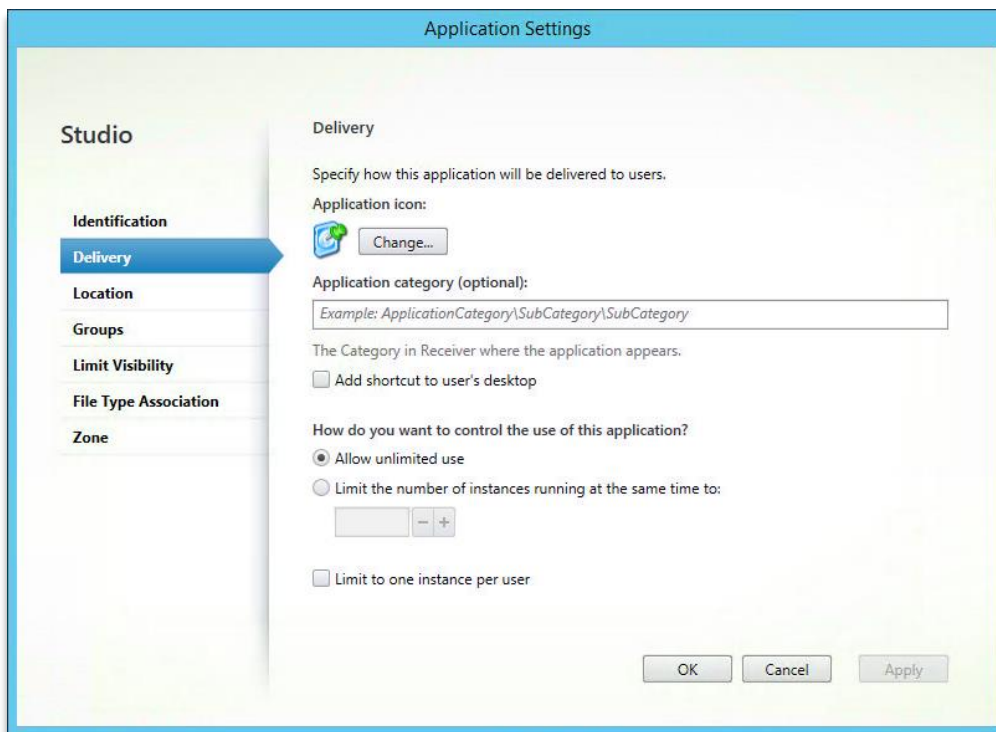 Application Settings
Studio
Identification
Delivery
Location
Groups
Limit Visibility
File Type Association
Zone
Delivery
Specify how this application will be delivered to users.
Application icon:
Change...
Application category (optional):
Example: ApplicationCategory\SubCategory\SubCategory
The Category in Receiver where the application appears.
Add shortcut to user's desktop
How do you want to control the use of this application?
Allow unlimited use
Limit the number of instances running at the same time to:
− +
Limit to one instance per user
OK Cancel Apply